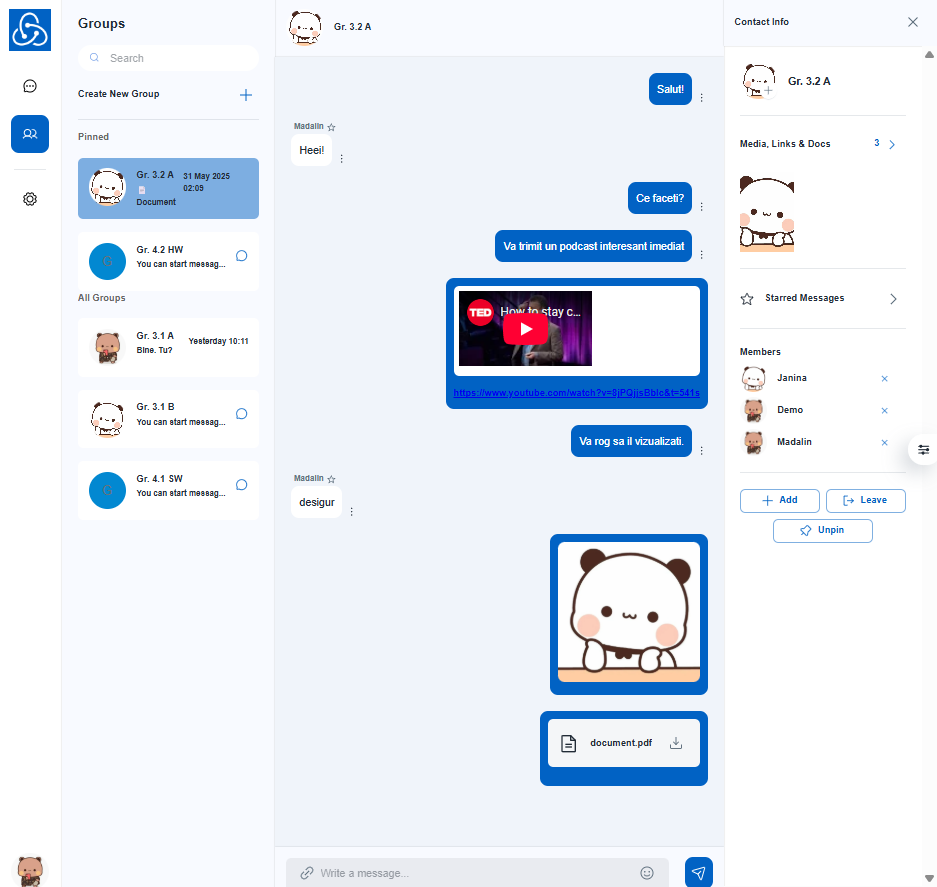 Groups
Search
Create New Group
Pinned
Gr. 3.2 A
31 May 2025
02:09
Document
G
Gr. 4.2 HW
You can start messag...
All Groups
Gr. 3.1 A
Yesterday 10:11
Bine. Tu?
Gr. 3.1 B
You can start messag...
G
Gr. 4.1 SW
You can start messag...
Gr. 3.2 A
Salut!
Madalin
Heei!
Ce faceti?
Va trimit un podcast interesant imediat
TED
How to stay c...
https://www.youtube.com/watch?v=8jPQjjsBbIc&t=541s
Va rog sa il vizualizati.
Madalin
desigur
document.pdf
Write a message...
Contact Info
Gr. 3.2 A
Media, Links & Docs
3
Starred Messages
Members
Janina
Demo
Madalin
Add
Leave
Unpin